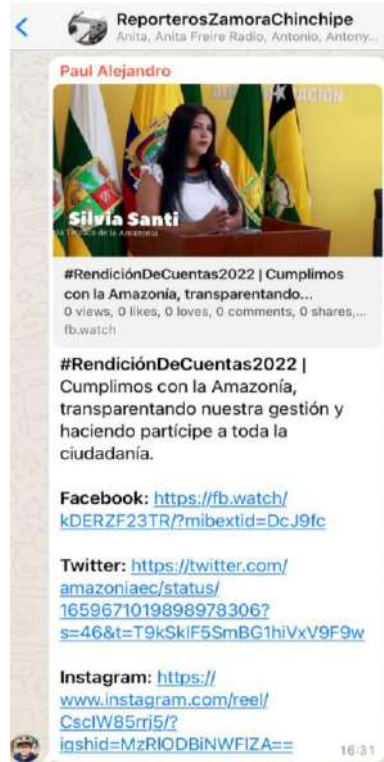 ReporterosZamoraChinchipe
Anita, Anita Freire Radio, Antonio, Antony...
Paul Alejandro
Silvia Santi
#RendiciónDeCuentas2022 | Cumplimos
con la Amazonía, transparentando...
0 views, 0 likes, 0 loves, 0 comments, 0 shares,...
fb.watch
#RendiciónDeCuentas2022 |
Cumplimos con la Amazonía,
transparentando nuestra gestión y
haciendo partícipe a toda la
ciudadanía.
Facebook: https://fb.watch/
kDERZF23TR/?mibextid=DcJ9fc
Twitter: https://twitter.com/
amazoniaec/status/
1659671019898978306?
s=46&t=T9kSklF5SmBG1hiVxV9F9w
Instagram: https://
www.instagram.com/reel/
CsclW85rrj5/?
igshid=MzRlODBiNWFlZA==
16:31